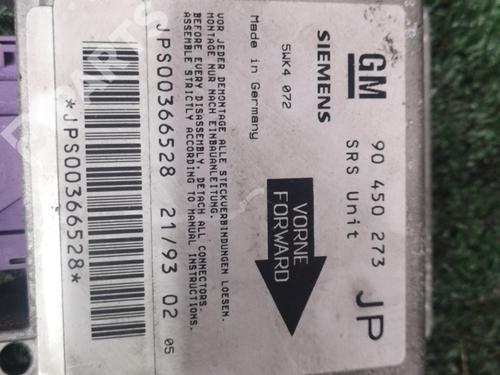 GM
90 450 273
JP
SIEMENS
SRS Unit
5WK4 072
Made in Germany
VORNE
FORWARD
VOR JEDER DEMONTAGE ALLE STECKVERBINDUNGEN LOESEN.
MONTAGE NUR NACH EINBAUANLEITUNG.
BEFORE EVERY DISASSEMBLY, DETACH ALL CONNECTORS.
ASSEMBLE STRICTLY ACCORDING TO MANUAL INSTRUCTIONS.
JPS00366528 21/93 02 05
*JPS00366528*